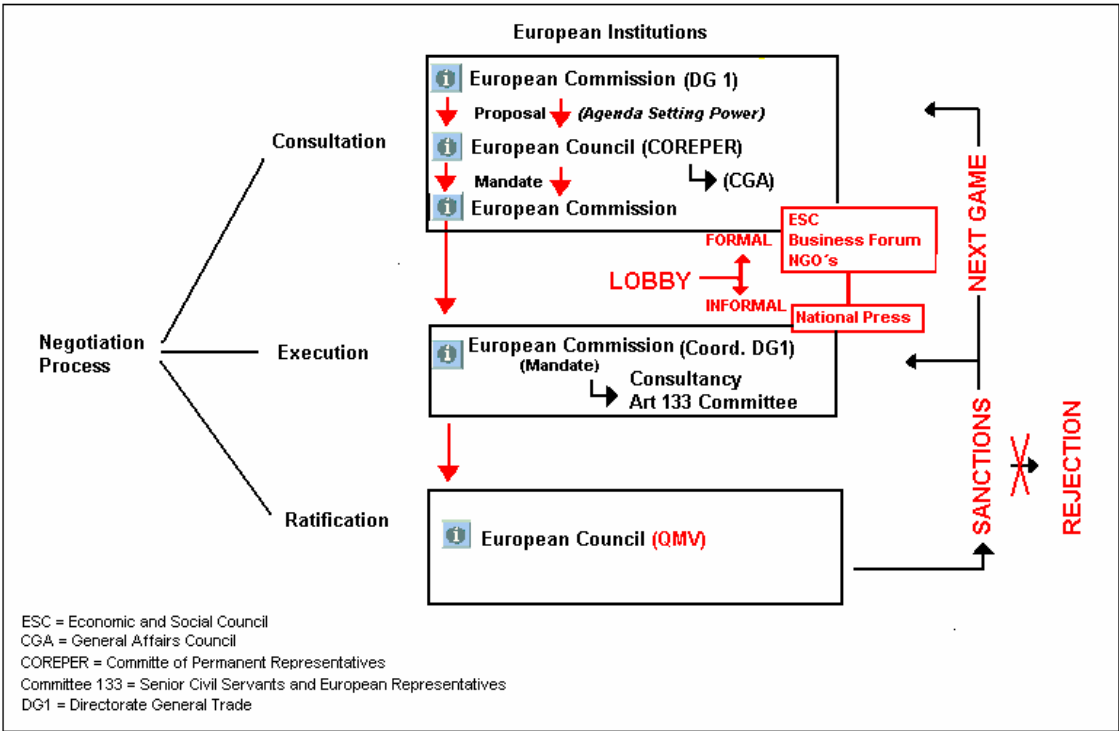 European Institutions
European Commission (DG 1)
Proposal (Agenda Setting Power)
Consultation
European Council (COREPER)
Mandate
(CGA)
European Commission
ESC
Business Forum
NGO´s
FORMAL
LOBBY
INFORMAL
National Press
NEXT GAME
Negotiation
Process
Execution
European Commission (Coord. DG1)
(Mandate)
Consultancy
Art 133 Committee
SANCTIONS
REJECTION
Ratification
European Council (QMV)
ESC = Economic and Social Council
CGA = General Affairs Council
COREPER = Committe of Permanent Representatives
Committee 133 = Senior Civil Servants and European Representatives
DG1 = Directorate General Trade